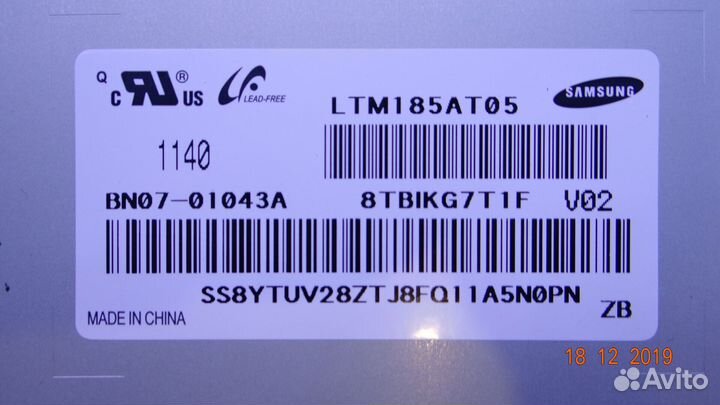 Q
c RU ® US
LEAD-FREE
LTM185AT05
SAMSUNG
1140
BN07-01043A
8TBIKG7T1F V02
SS8YTUV28ZTJ8FQ11A5N0PN
ZB
MADE IN CHINA
18 12 2019
Avito